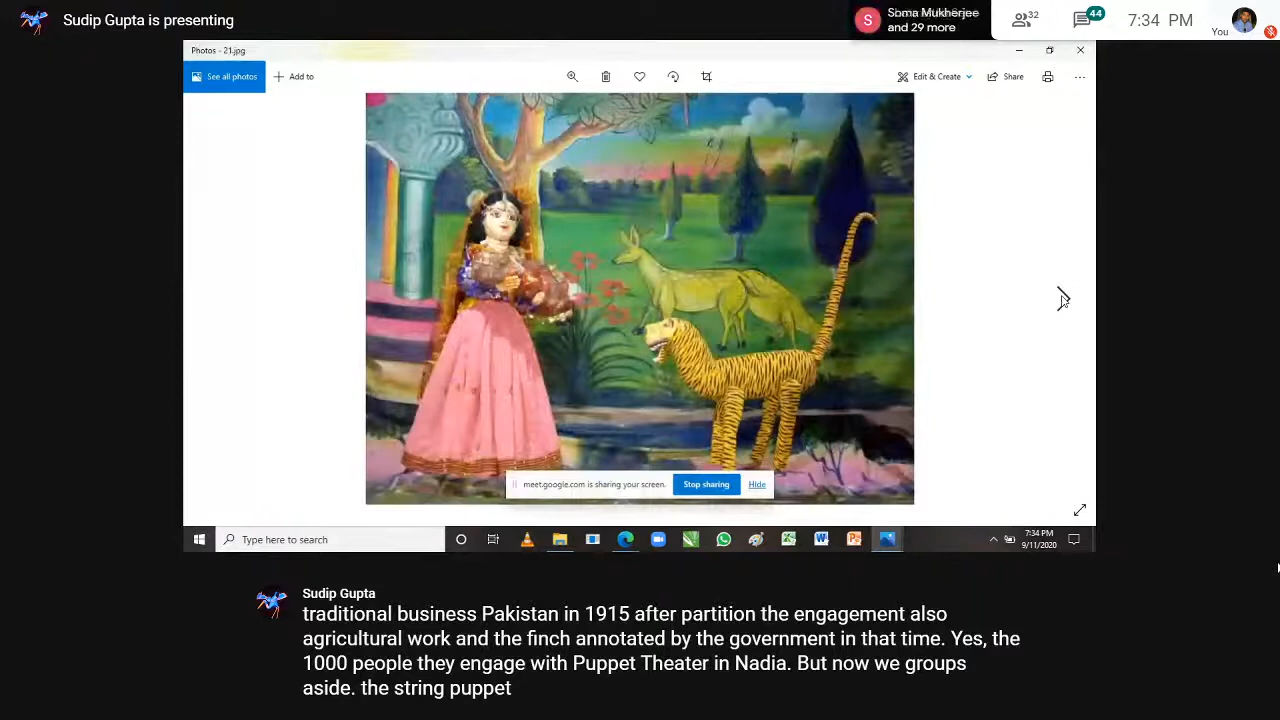 Sudip Gupta is presenting
Soma Mukherjee
and 29 more
32
44
7:34 PM
You
Photos - 21.jpg
See all photos
Add to
Edit & Create
Share
meet.google.com is sharing your screen.
Stop sharing
Hide
Type here to search
7:34 PM
9/11/2020
Sudip Gupta
traditional business Pakistan in 1915 after partition the engagement also
agricultural work and the finch annotated by the government in that time. Yes, the
1000 people they engage with Puppet Theater in Nadia. But now we groups
aside. the string puppet